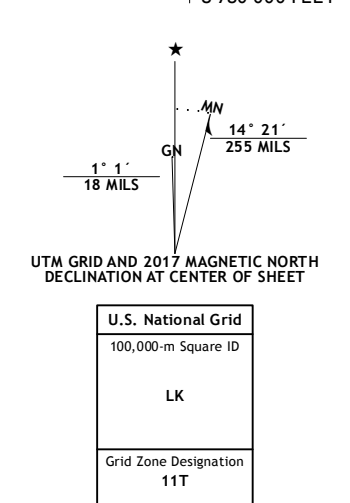 ★
MN
14° 21´
255 MILS
GN
1° 1´
18 MILS
UTM GRID AND 2017 MAGNETIC NORTH
DECLINATION AT CENTER OF SHEET
U.S. National Grid
100,000-m Square ID
LK
Grid Zone Designation
11T